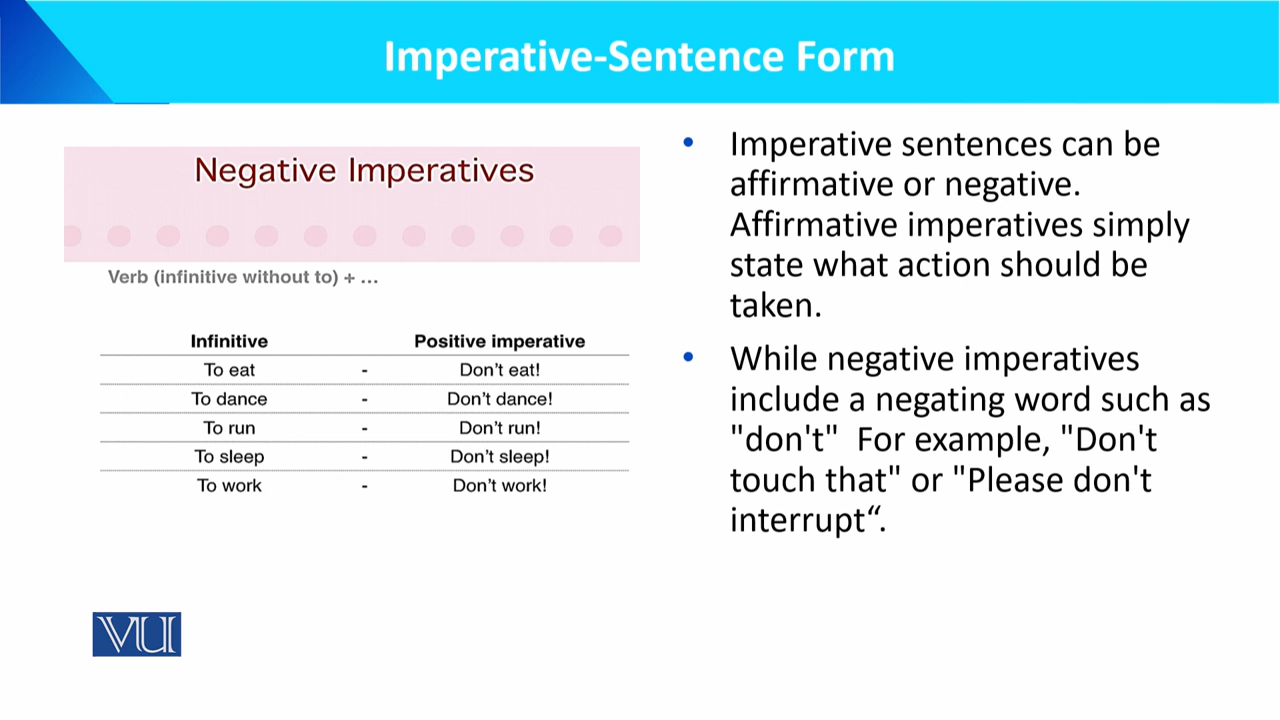 Imperative-Sentence Form
Negative Imperatives
Verb (infinitive without to) + ...
Infinitive Positive imperative
To eat - Don't eat!
To dance - Don't dance!
To run - Don't run!
To sleep - Don't sleep!
To work - Don't work!
• Imperative sentences can be
affirmative or negative.
Affirmative imperatives simply
state what action should be
taken.
• While negative imperatives
include a negating word such as
"don't"  For example, "Don't
touch that" or "Please don't
interrupt“.
VU